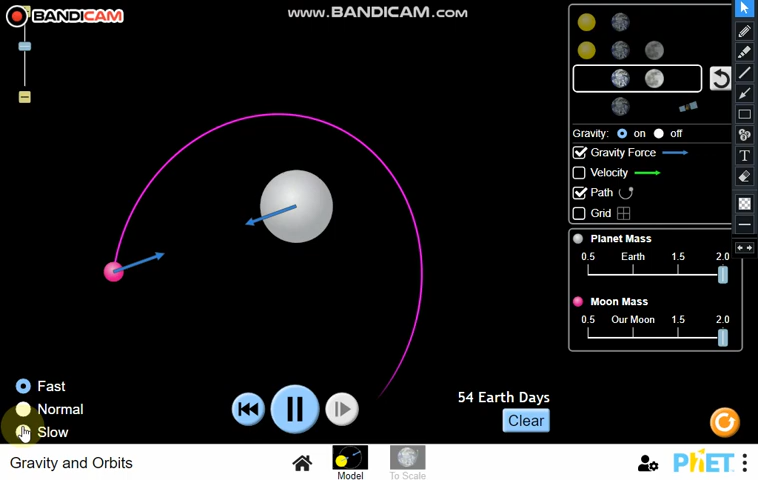 BANDICAM
www.BANDICAM.com
Gravity: on off
Gravity Force
Velocity
Path
Grid
Planet Mass
0.5 Earth 1.5 2.0
Moon Mass
0.5 Our Moon 1.5 2.0
Fast
Normal
Slow
54 Earth Days
Clear
Gravity and Orbits
Model
To Scale
PhET
T